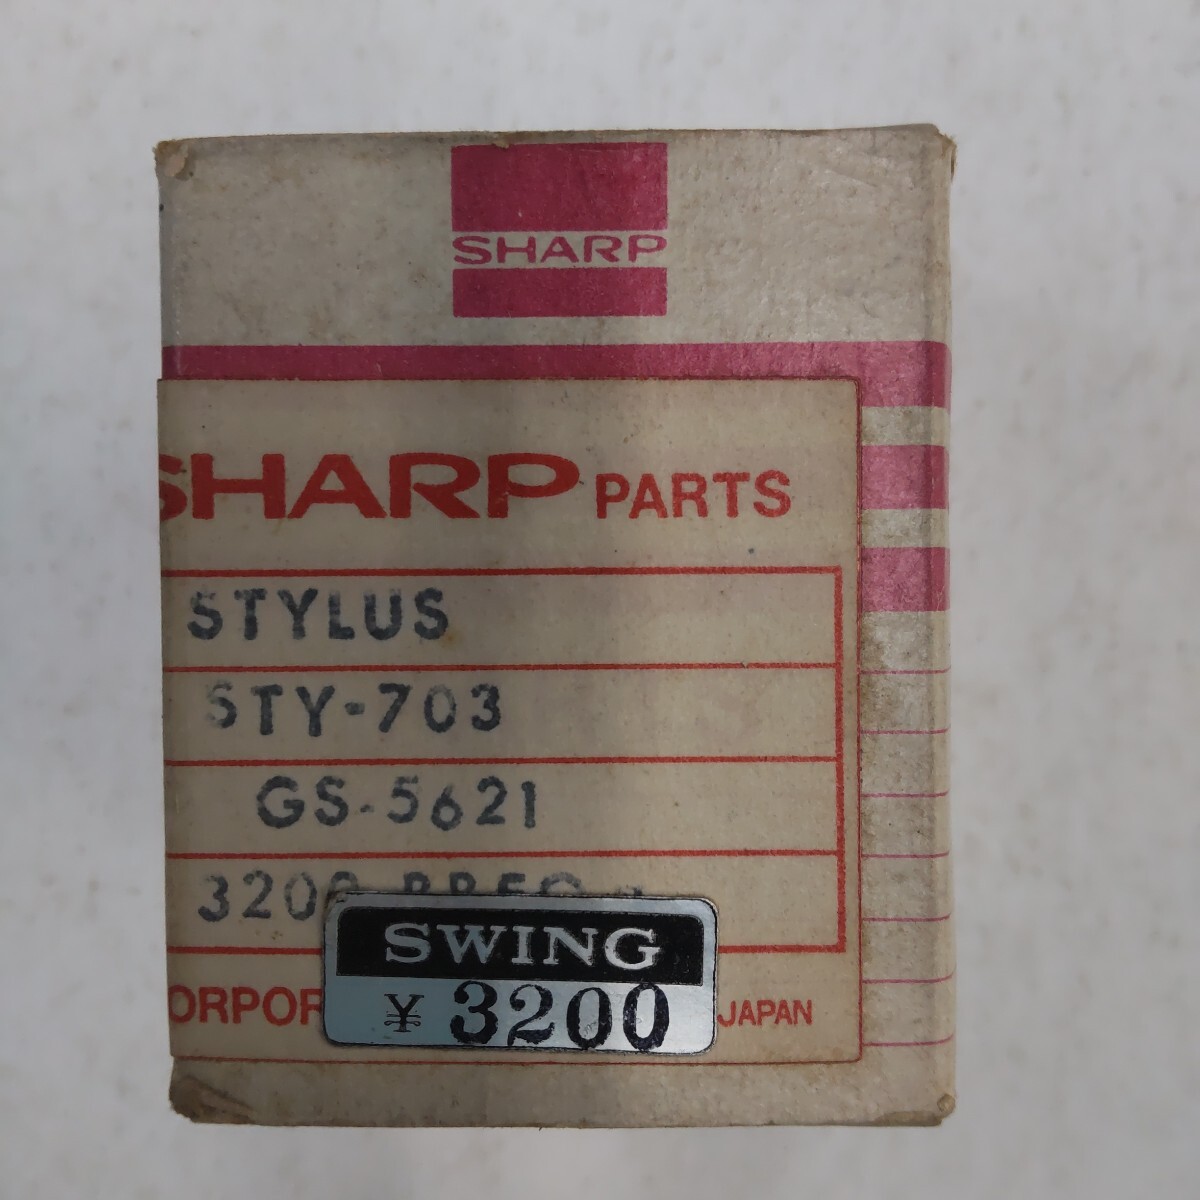 SHARP
SHARP PARTS
STYLUS
STY-703
GS-5621
SWING
¥ 3200
JAPAN